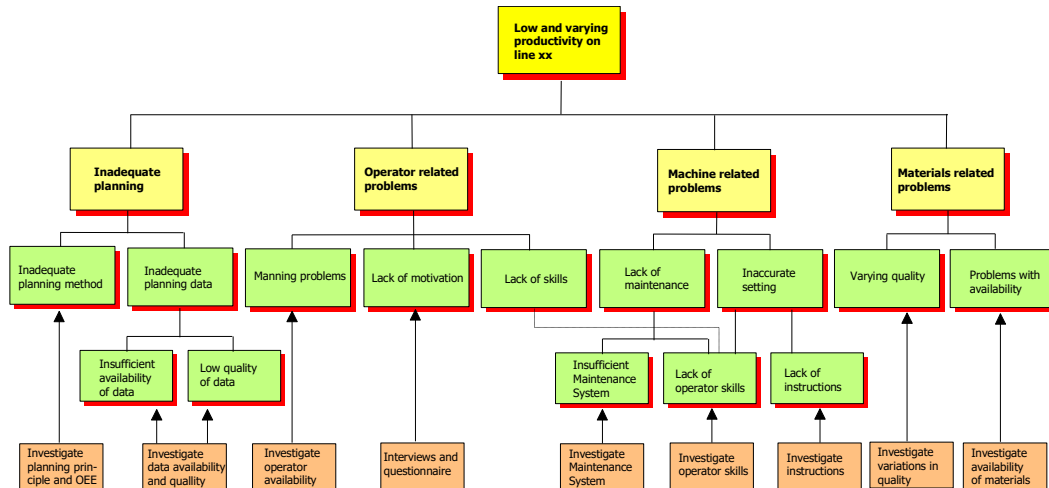 Low and varying
productivity on
line xx
Inadequate
planning
Operator related
problems
Machine related
problems
Materials related
problems
Inadequate
planning method
Inadequate
planning data
Manning problems
Lack of motivation
Lack of skills
Lack of
maintenance
Inaccurate
setting
Varying quality
Problems with
availability
Insufficient
availability
of data
Low quality
of data
Insufficient
Maintenance
System
Lack of
operator skills
Lack of
instructions
Investigate
planning prin-
ciple and OEE
Investigate
data availability
and quallity
Investigate
operator
availability
Interviews and
questionnaire
Investigate
Maintenance
System
Investigate
operator skills
Investigate
instructions
Investigate
variations in
quality
Investigate
availability
of materials